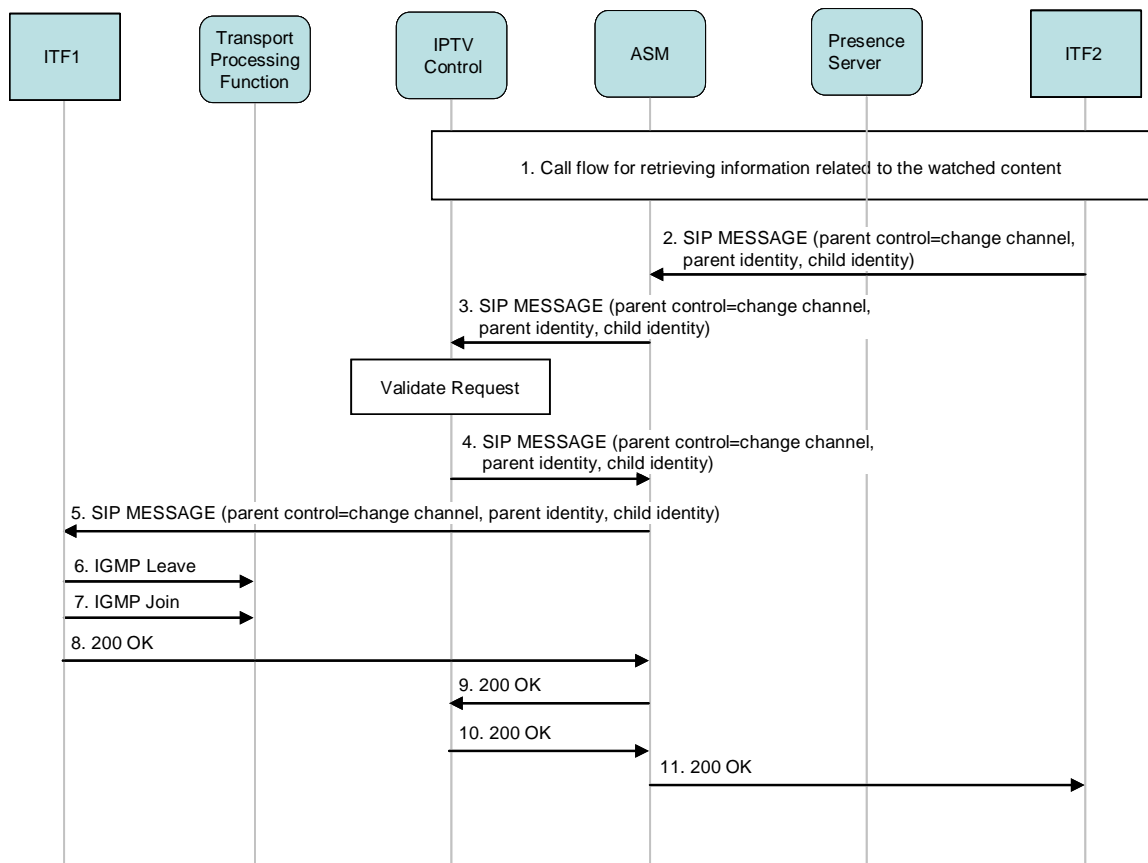 ITF1
Transport
Processing
Function
IPTV
Control
ASM
Presence
Server
ITF2
1. Call flow for retrieving information related to the watched content
2. SIP MESSAGE (parent control=change channel,
parent identity, child identity)
3. SIP MESSAGE (parent control=change channel,
parent identity, child identity)
Validate Request
4. SIP MESSAGE (parent control=change channel,
parent identity, child identity)
5. SIP MESSAGE (parent control=change channel, parent identity, child identity)
6. IGMP Leave
7. IGMP Join
8. 200 OK
9. 200 OK
10. 200 OK
11. 200 OK